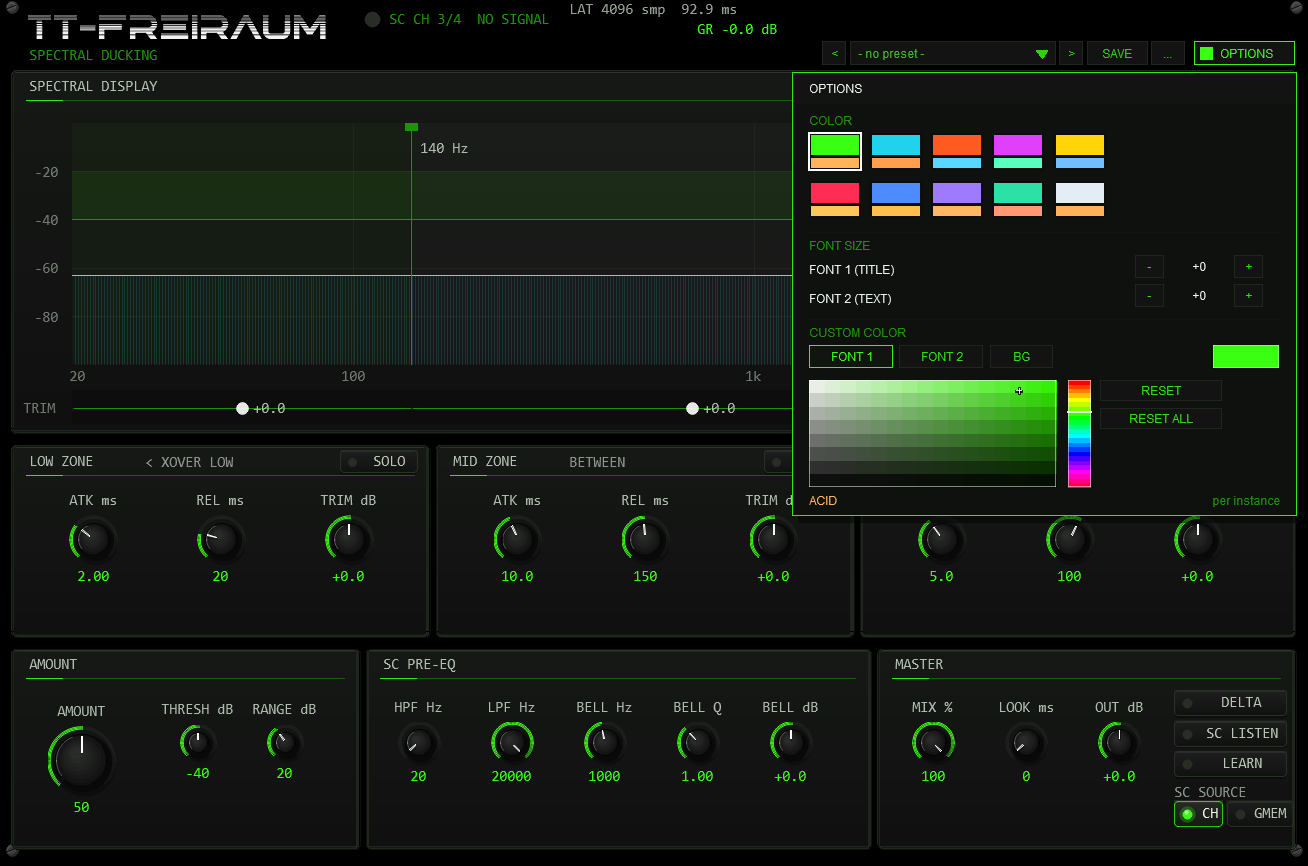 TT-FREIRAUM
SPECTRAL DUCKING
SC CH 3/4 NO SIGNAL
LAT 4096 smp 92.9 ms
GR -0.0 dB
< - no preset - > SAVE ... OPTIONS
SPECTRAL DISPLAY
140 Hz
-20
-40
-60
-80
20 100 1k
TRIM +0.0 +0.0
OPTIONS
COLOR
FONT SIZE
FONT 1 (TITLE) - +0 +
FONT 2 (TEXT) - +0 +
CUSTOM COLOR
FONT 1 FONT 2 BG
RESET
RESET ALL
ACID per instance
LOW ZONE < XOVER LOW SOLO
ATK ms REL ms TRIM dB
2.00 20 +0.0
MID ZONE BETWEEN
ATK ms REL ms TRIM d
10.0 150 +0.0
5.0 100 +0.0
AMOUNT
AMOUNT THRESH dB RANGE dB
50 -40 20
SC PRE-EQ
HPF Hz LPF Hz BELL Hz BELL Q BELL dB
20 20000 1000 1.00 +0.0
MASTER
MIX % LOOK ms OUT dB
100 0 +0.0
DELTA
SC LISTEN
LEARN
SC SOURCE
CH GMEM